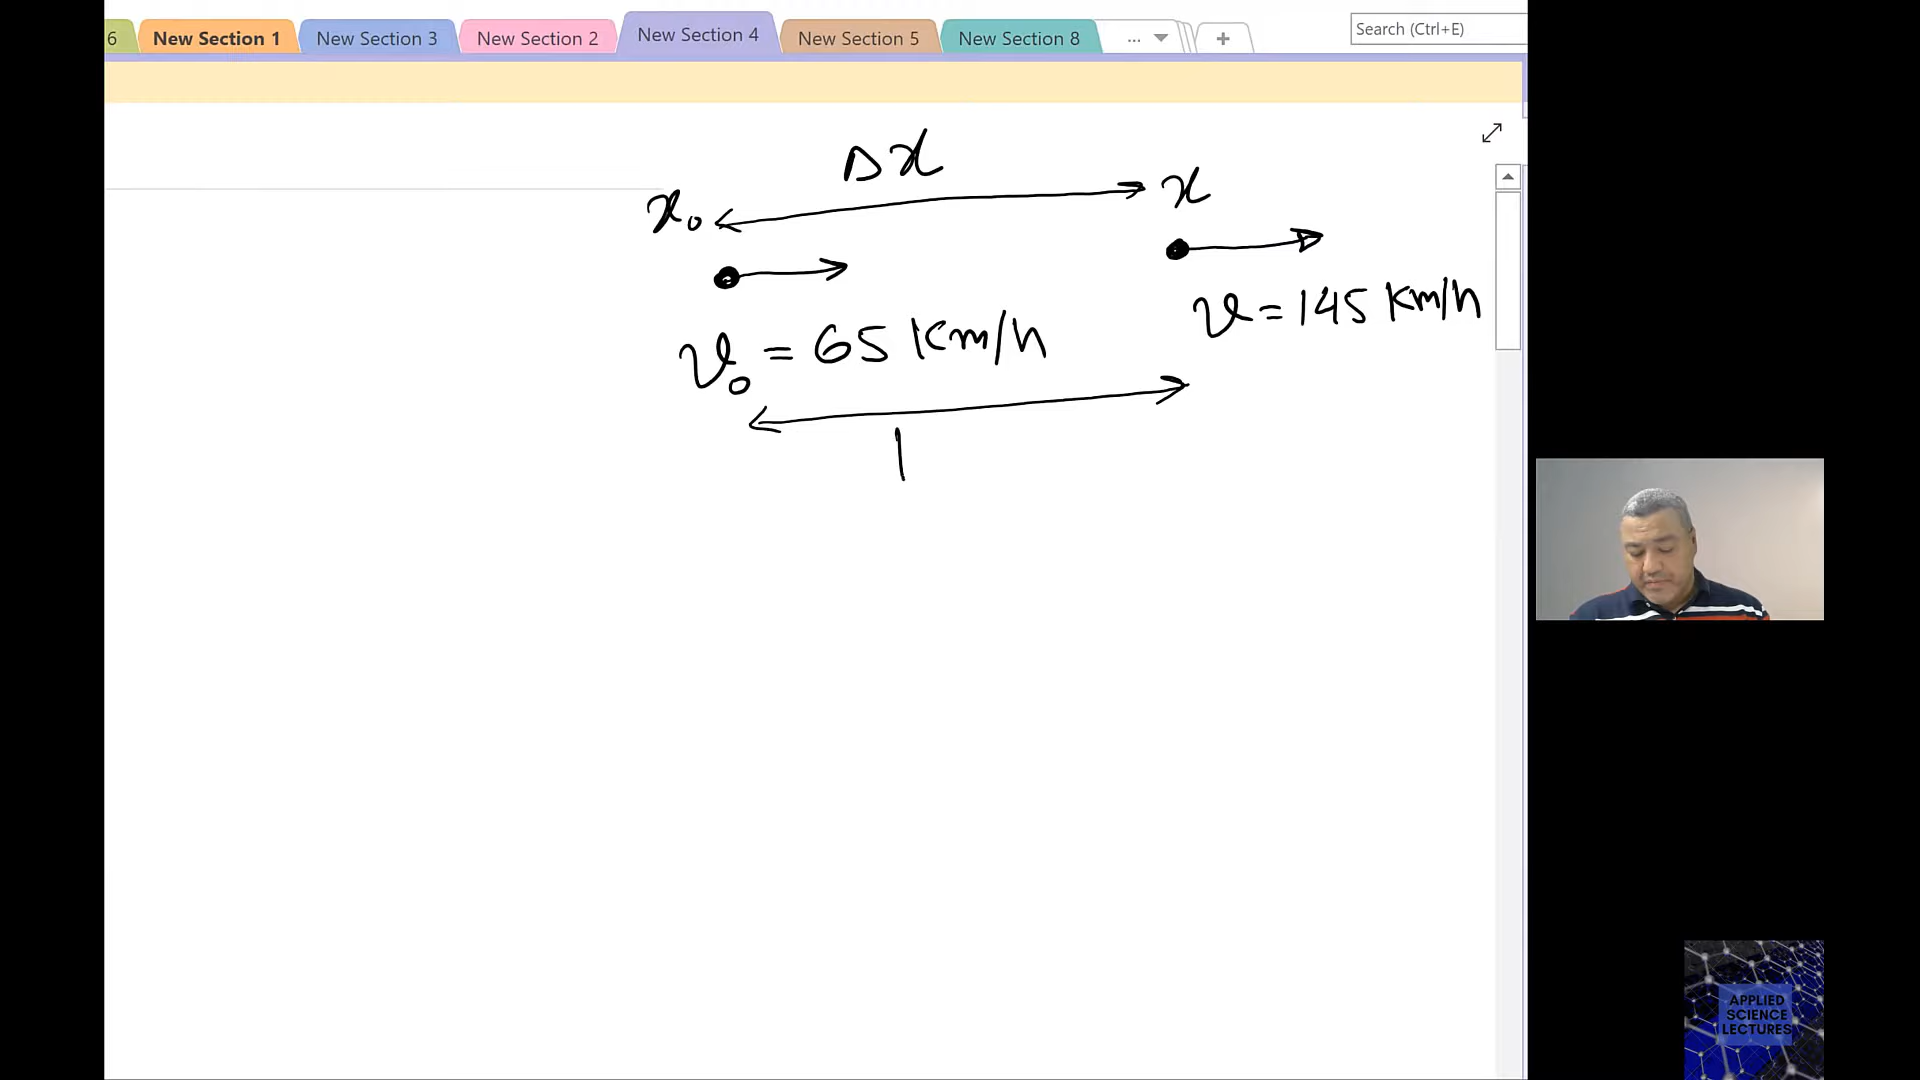 6 New Section 1 New Section 3 New Section 2 New Section 4 New Section 5 New Section 8 ... + Search (Ctrl+E)
Δx
x₀ x
v₀ = 65 Km/h v = 145 Km/h
1
APPLIED
SCIENCE
LECTURES